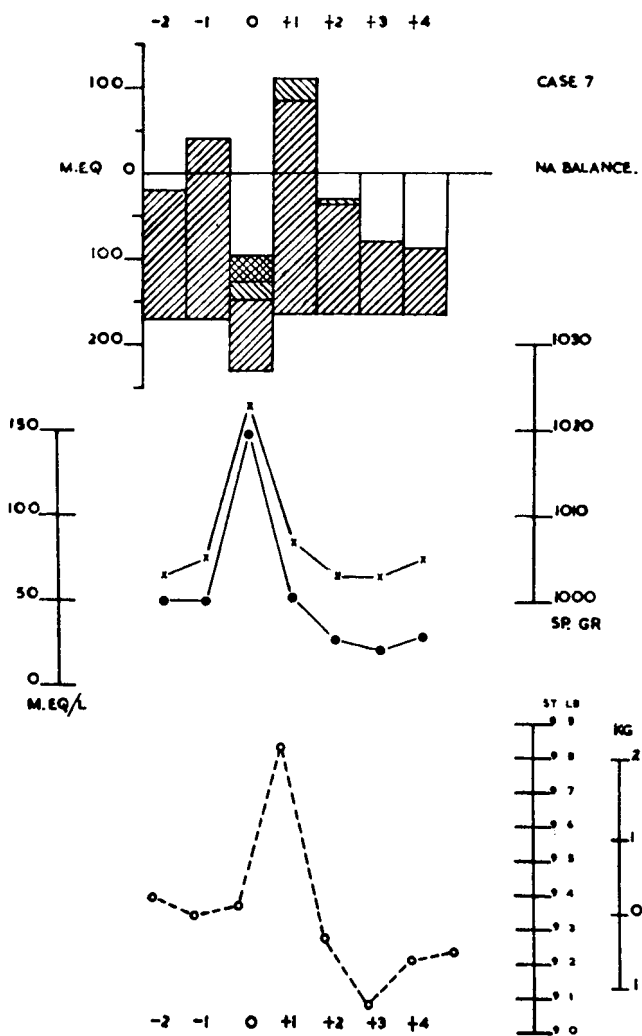 -2 -1 0 +1 +2 +3 +4
100
CASE 7
M.EQ 0
NA BALANCE.
100
200
1030
150
1020
100
1010
50
1000
SP. GR
0
M.EQ/L
ST LB
9 9
KG
9 8
2
9 7
9 6
9 5
1
9 4
0
9 3
9 2
9 1
1
9 0
-2 -1 0 +1 +2 +3 +4